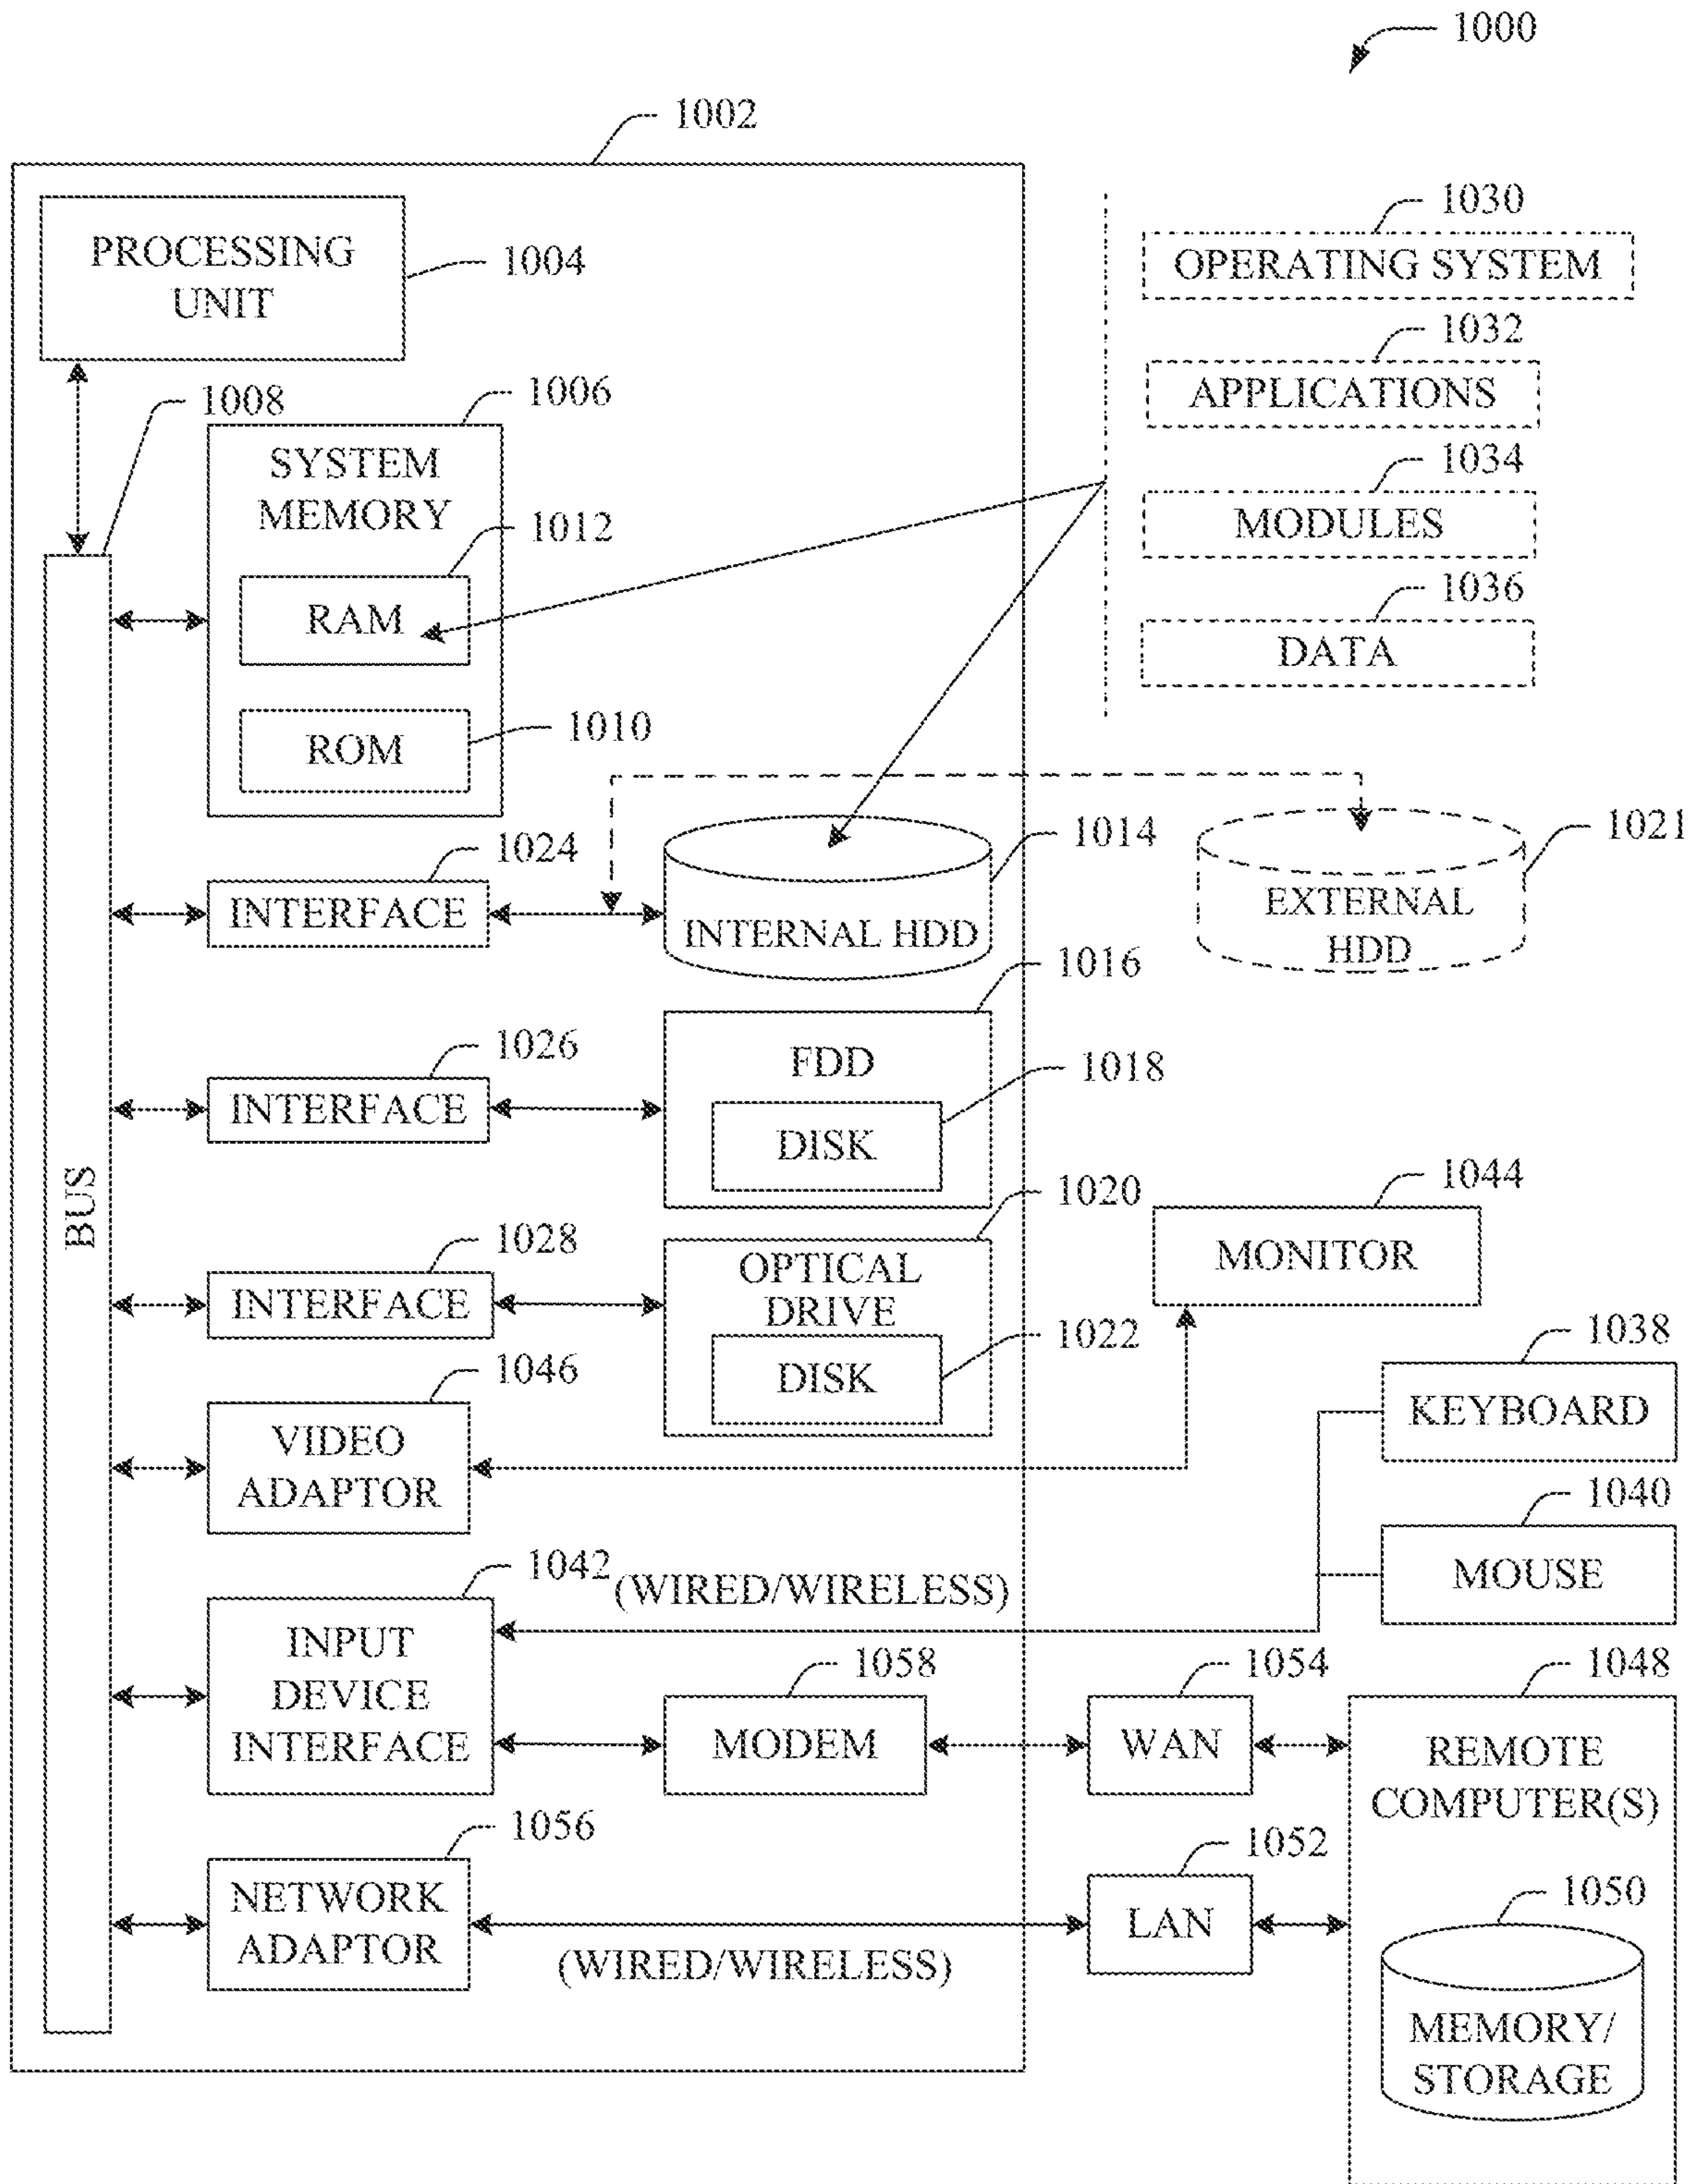 1000
1002
PROCESSING
UNIT
1004
1030
OPERATING SYSTEM
1032
APPLICATIONS
1034
MODULES
1036
DATA
1008
1006
SYSTEM
MEMORY
1012
RAM
1010
ROM
BUS
1024
INTERFACE
1014
INTERNAL HDD
1021
EXTERNAL
HDD
1026
INTERFACE
1016
FDD
1018
DISK
1028
INTERFACE
1020
OPTICAL
DRIVE
1022
DISK
1044
MONITOR
1046
VIDEO
ADAPTOR
1038
KEYBOARD
1040
MOUSE
1042
(WIRED/WIRELESS)
INPUT
DEVICE
INTERFACE
1058
MODEM
1054
WAN
1048
REMOTE
COMPUTER(S)
1056
NETWORK
ADAPTOR
(WIRED/WIRELESS)
1052
LAN
1050
MEMORY/
STORAGE